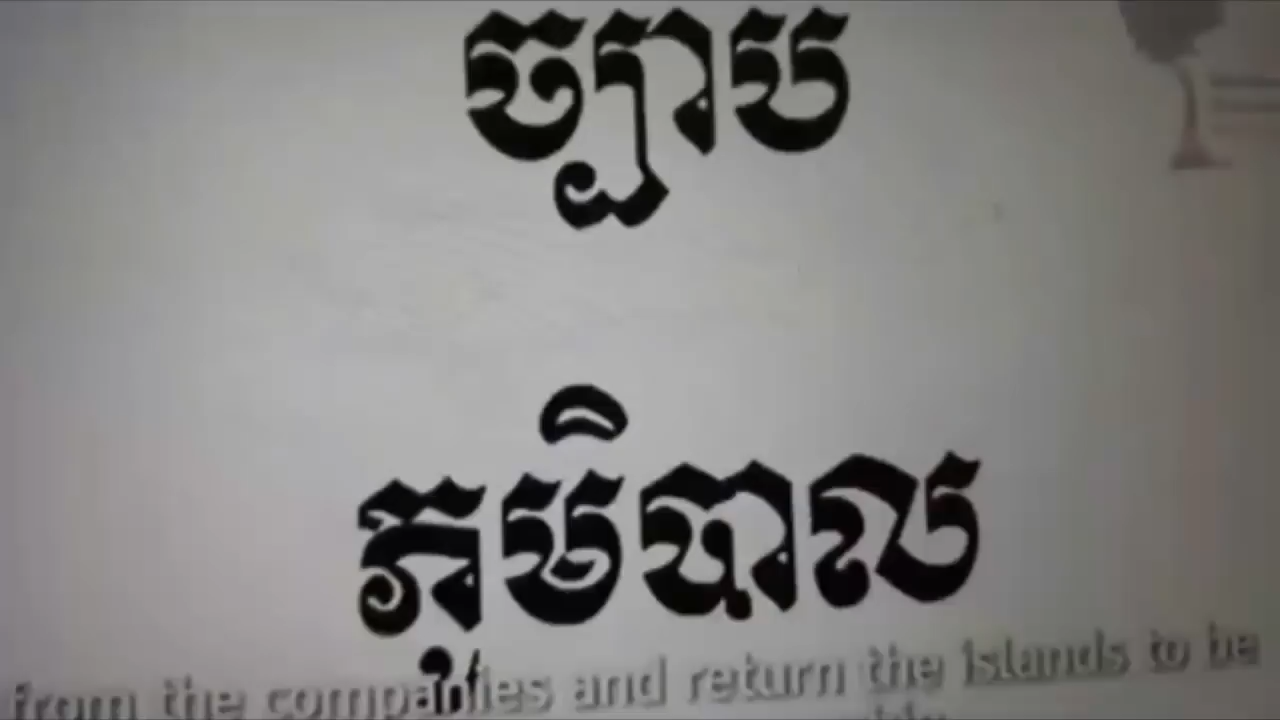 ច្បាប
ភូមិបាល
from the companies and return the islands to be